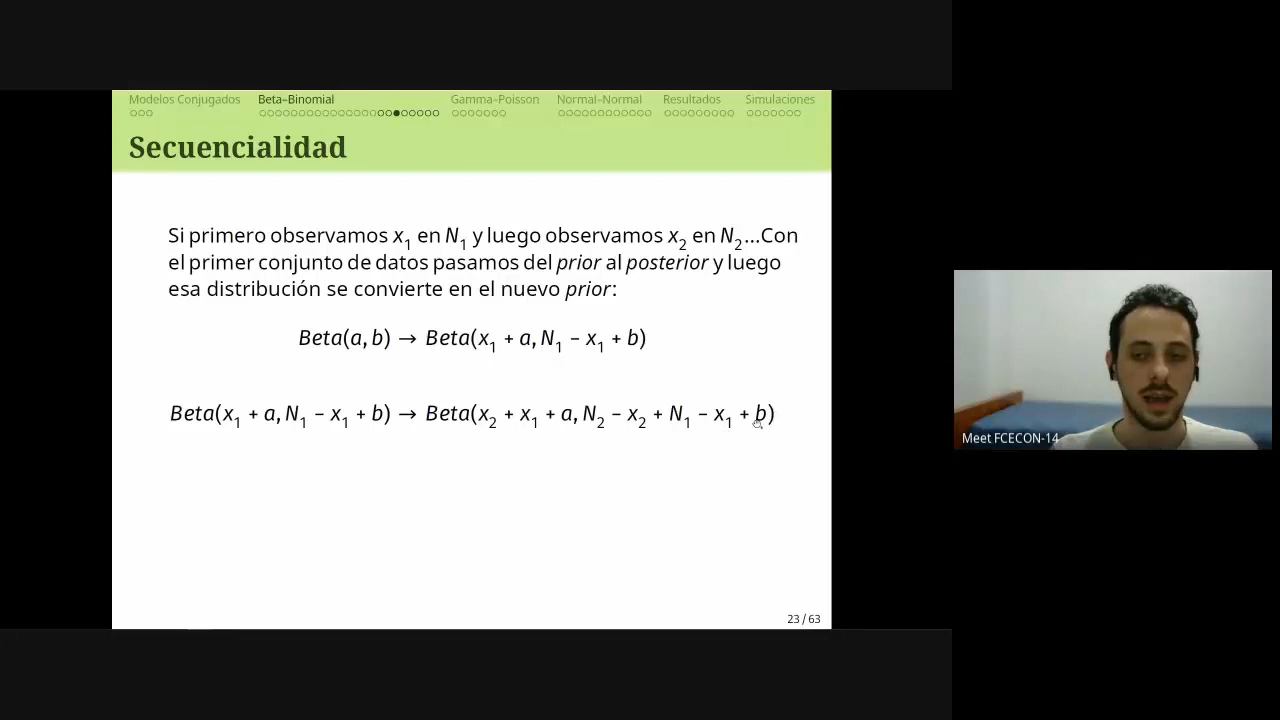 Modelos Conjugados Beta–Binomial Gamma–Poisson Normal–Normal Resultados Simulaciones
Secuencialidad
Si primero observamos x₁ en N₁ y luego observamos x₂ en N₂...Con
el primer conjunto de datos pasamos del prior al posterior y luego
esa distribución se convierte en el nuevo prior:
Beta(a, b) → Beta(x₁ + a, N₁ − x₁ + b)
Beta(x₁ + a, N₁ − x₁ + b) → Beta(x₂ + x₁ + a, N₂ − x₂ + N₁ − x₁ + b)
23 / 63
Meet FCECON-14